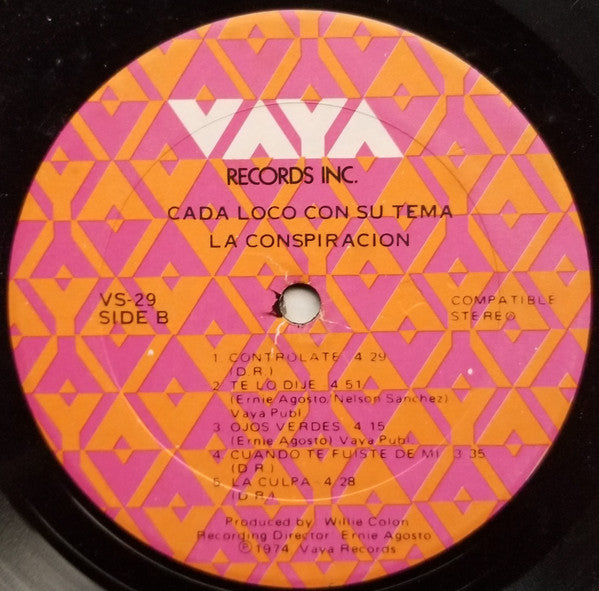 VAYA
RECORDS INC.
CADA LOCO CON SU TEMA
LA CONSPIRACION
VS-29
SIDE B
COMPATIBLE
STEREO
1. CONTROLATE - 4:29
(D.R.)
2. TE LO DIJE - 4:51
(Ernie Agosto/Nelson Sanchez)
Vaya Publ.
3. OJOS VERDES - 4:15
(Ernie Agosto) Vaya Publ.
4. CUANDO TE FUISTE DE MI - 3:35
(D.R.)
5. LA CULPA - 4:28
(D.R.)
Produced by: Willie Colon
Recording Director: Ernie Agosto
℗ 1974 Vaya Records